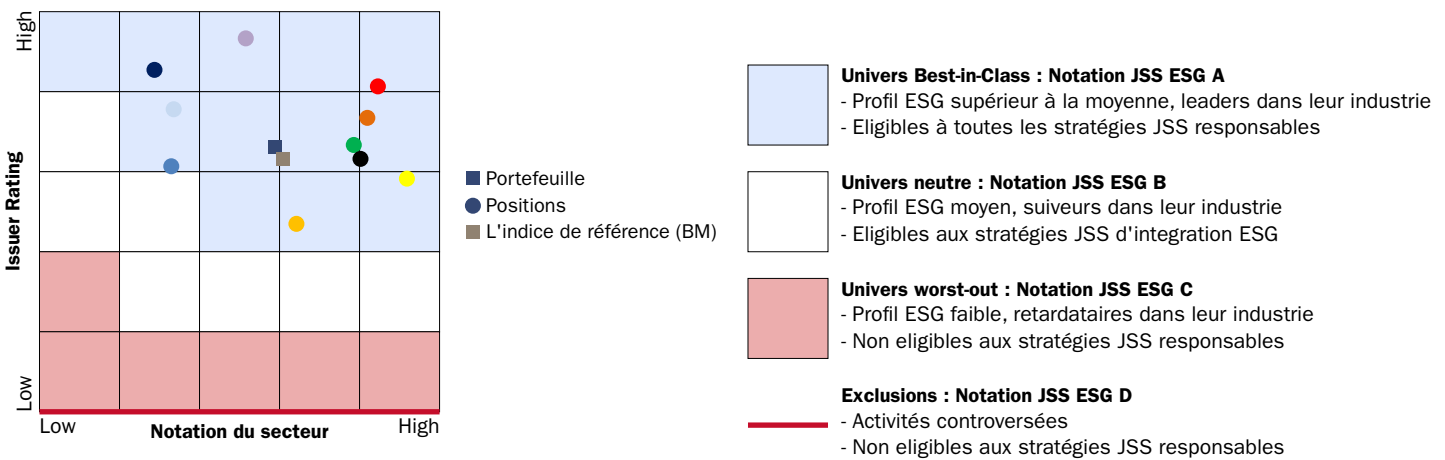 High
Issuer Rating
Low
Low
Notation du secteur
High
Portefeuille
Positions
L'indice de référence (BM)
Univers Best-in-Class : Notation JSS ESG A
- Profil ESG supérieur à la moyenne, leaders dans leur industrie
- Eligibles à toutes les stratégies JSS responsables
Univers neutre : Notation JSS ESG B
- Profil ESG moyen, suiveurs dans leur industrie
- Eligibles aux stratégies JSS d'integration ESG
Univers worst-out : Notation JSS ESG C
- Profil ESG faible, retardataires dans leur industrie
- Non eligibles aux stratégies JSS responsables
Exclusions : Notation JSS ESG D
- Activités controversées
- Non eligibles aux stratégies JSS responsables